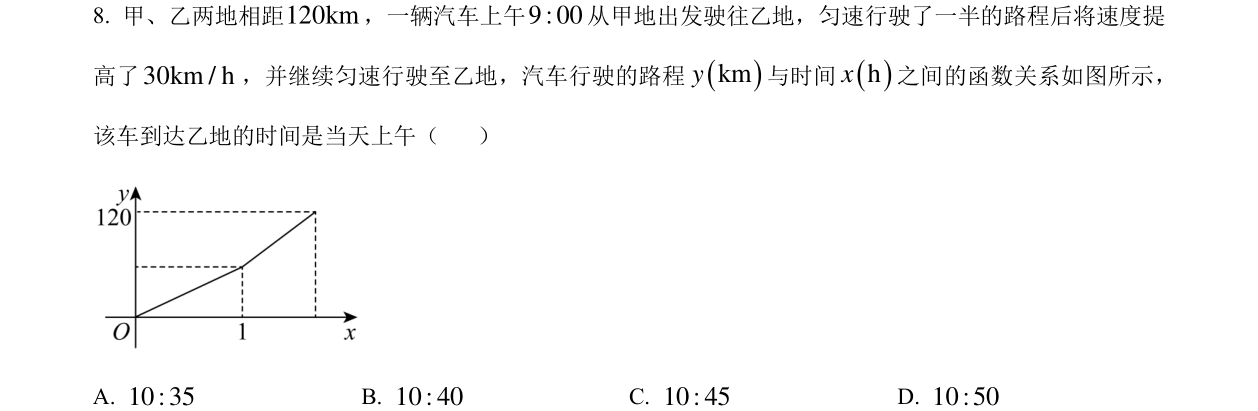 8. 甲、乙两地相距120km，一辆汽车上午9:00从甲地出发驶往乙地，匀速行驶了一半的路程后将速度提
高了30km/h，并继续匀速行驶至乙地，汽车行驶的路程 y(km)与时间 x(h)之间的函数关系如图所示，
该车到达乙地的时间是当天上午（　　）
y
120
O 1 x
A. 10:35 B. 10:40 C. 10:45 D. 10:50